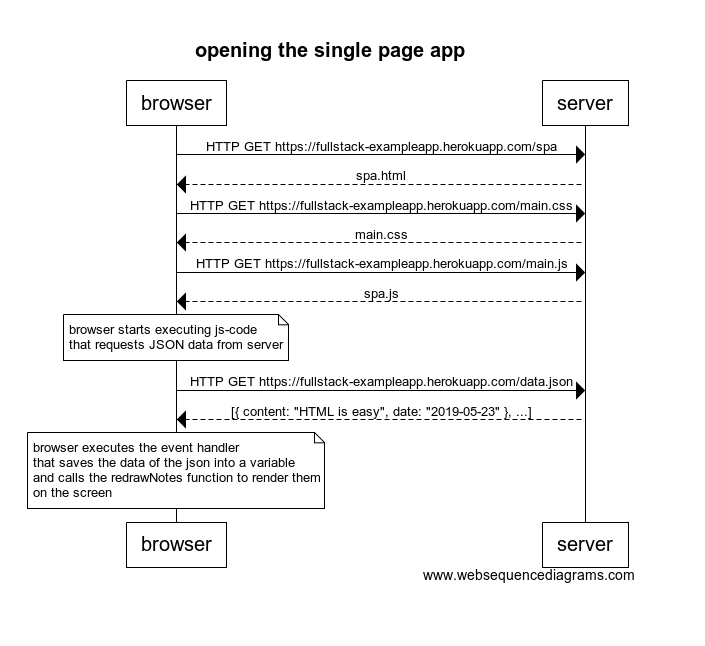 opening the single page app
browser
server
HTTP GET https://fullstack-exampleapp.herokuapp.com/spa
spa.html
HTTP GET https://fullstack-exampleapp.herokuapp.com/main.css
main.css
HTTP GET https://fullstack-exampleapp.herokuapp.com/main.js
spa.js
browser starts executing js-code
that requests JSON data from server
HTTP GET https://fullstack-exampleapp.herokuapp.com/data.json
[{ content: "HTML is easy", date: "2019-05-23" }, ...]
browser executes the event handler
that saves the data of the json into a variable
and calls the redrawNotes function to render them
on the screen
browser
server
www.websequencediagrams.com